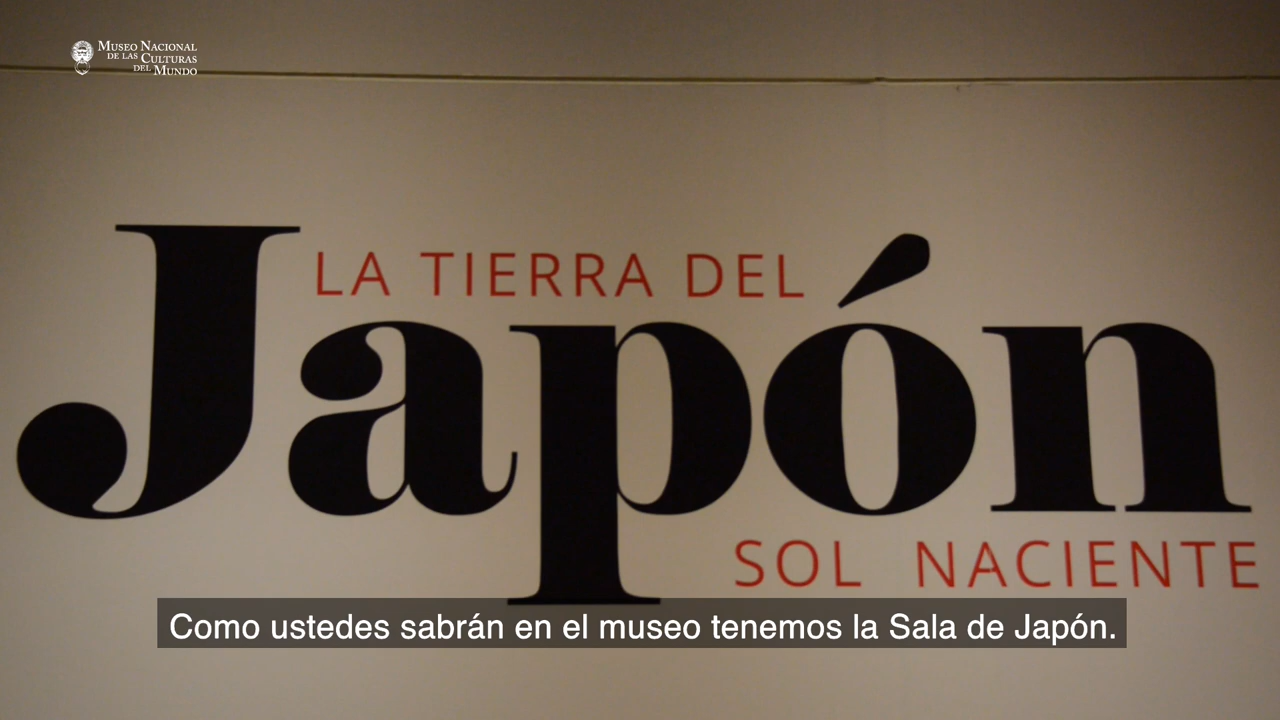 MUSEO NACIONAL
DE LAS CULTURAS
DEL MUNDO
LA TIERRA DEL
Japón
SOL NACIENTE
Como ustedes sabrán en el museo tenemos la Sala de Japón.